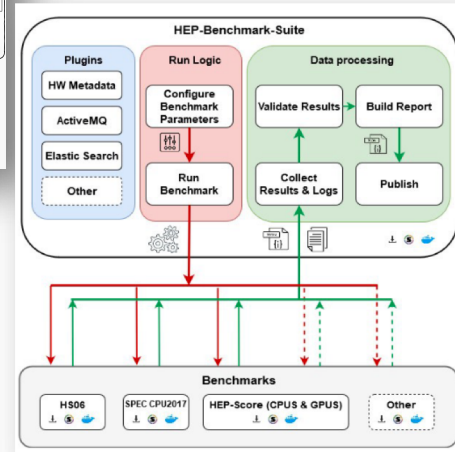 HEP-Benchmark-Suite
Plugins
HW Metadata
ActiveMQ
Elastic Search
Other
Run Logic
Configure
Benchmark
Parameters
Run
Benchmark
Data processing
Validate Results
Build Report
Collect
Results & Logs
Publish
Benchmarks
HS06
SPEC CPU2017
HEP-Score (CPUS & GPUS)
Other